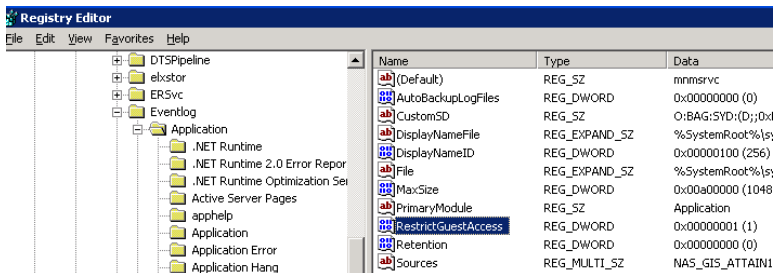 Registry Editor
File Edit View Favorites Help
DTSPipeline
elxstor
ERSvc
Eventlog
Application
.NET Runtime
.NET Runtime 2.0 Error Repor
.NET Runtime Optimization Ser
Active Server Pages
apphelp
Application
Application Error
Application Hang
Name Type Data
(Default) REG_SZ mnmsrvc
AutoBackupLogFiles REG_DWORD 0x00000000 (0)
CustomSD REG_SZ O:BAG:SYD:(D;;0xf
DisplayNameFile REG_EXPAND_SZ %SystemRoot%\sy
DisplayNameID REG_DWORD 0x00000100 (256)
File REG_EXPAND_SZ %SystemRoot%\sy
MaxSize REG_DWORD 0x00a00000 (1048
PrimaryModule REG_SZ Application
RestrictGuestAccess REG_DWORD 0x00000001 (1)
Retention REG_DWORD 0x00000000 (0)
Sources REG_MULTI_SZ NAS_GIS_ATTAIN1